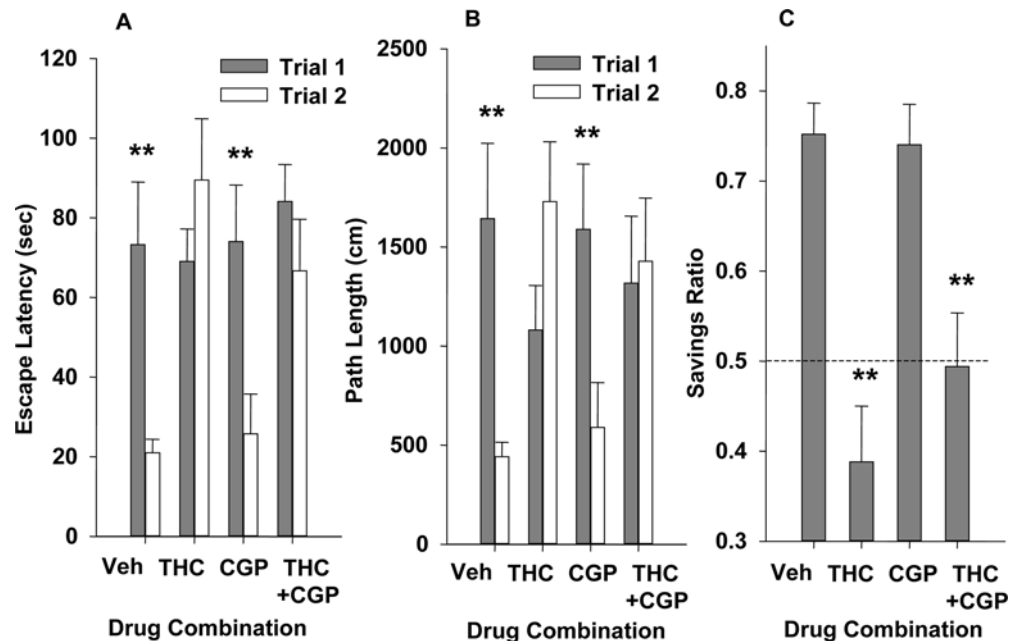 A
Escape Latency (sec)
120
100
80
60
40
20
0
Trial 1
Trial 2
**
**
Veh THC CGP THC
+CGP
Drug Combination
B
Path Length (cm)
2500
2000
1500
1000
500
0
Trial 1
Trial 2
**
**
Veh THC CGP THC
+CGP
Drug Combination
C
Savings Ratio
0.8
0.7
0.6
0.5
0.4
0.3
**
**
Veh THC CGP THC
+CGP
Drug Combination